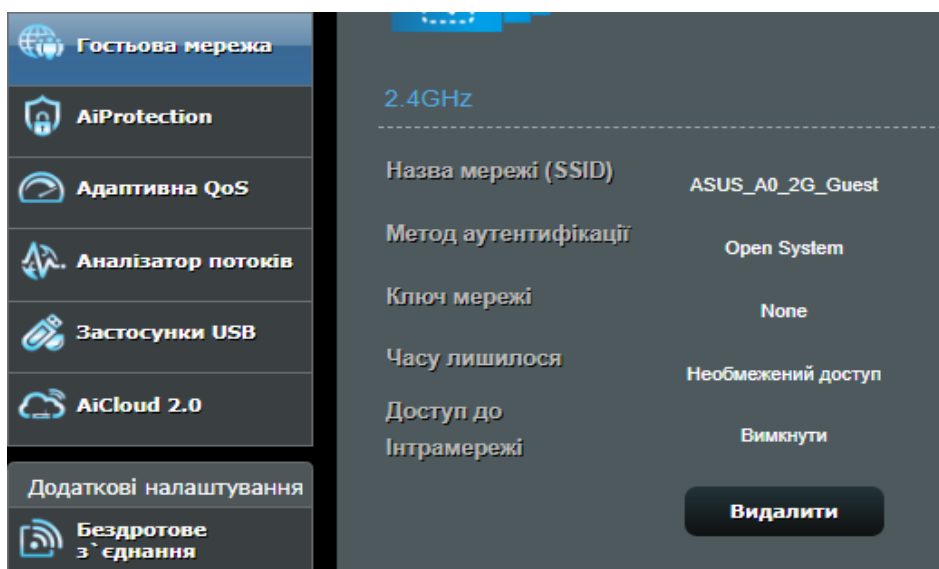 Гостьова мережа
AiProtection
Адаптивна QoS
Аналізатор потоків
Застосунки USB
AiCloud 2.0
Додаткові налаштування
Бездротове
з`єднання
2.4GHz
Назва мережі (SSID) ASUS_A0_2G_Guest
Метод аутентифікації Open System
Ключ мережі None
Часу лишилося Необмежений доступ
Доступ до
Інтрамережі Вимкнути
Видалити